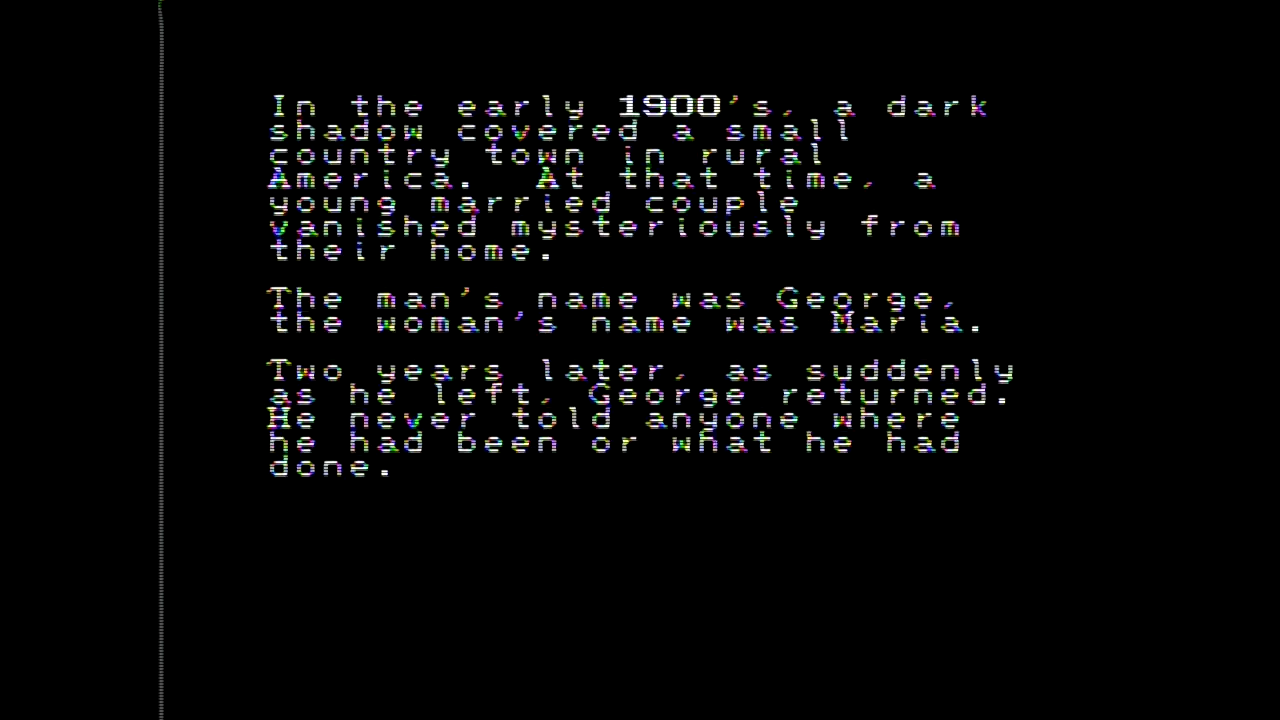 In the early 1900's, a dark
shadow covered a small
country town in rural
America. At that time, a
young married couple
vanished mysteriously from
their home.
The man's name was George,
the woman's name was Maria.
Two years later, as suddenly
as he left, George returned.
He never told anyone where
he had been or what he had
done.